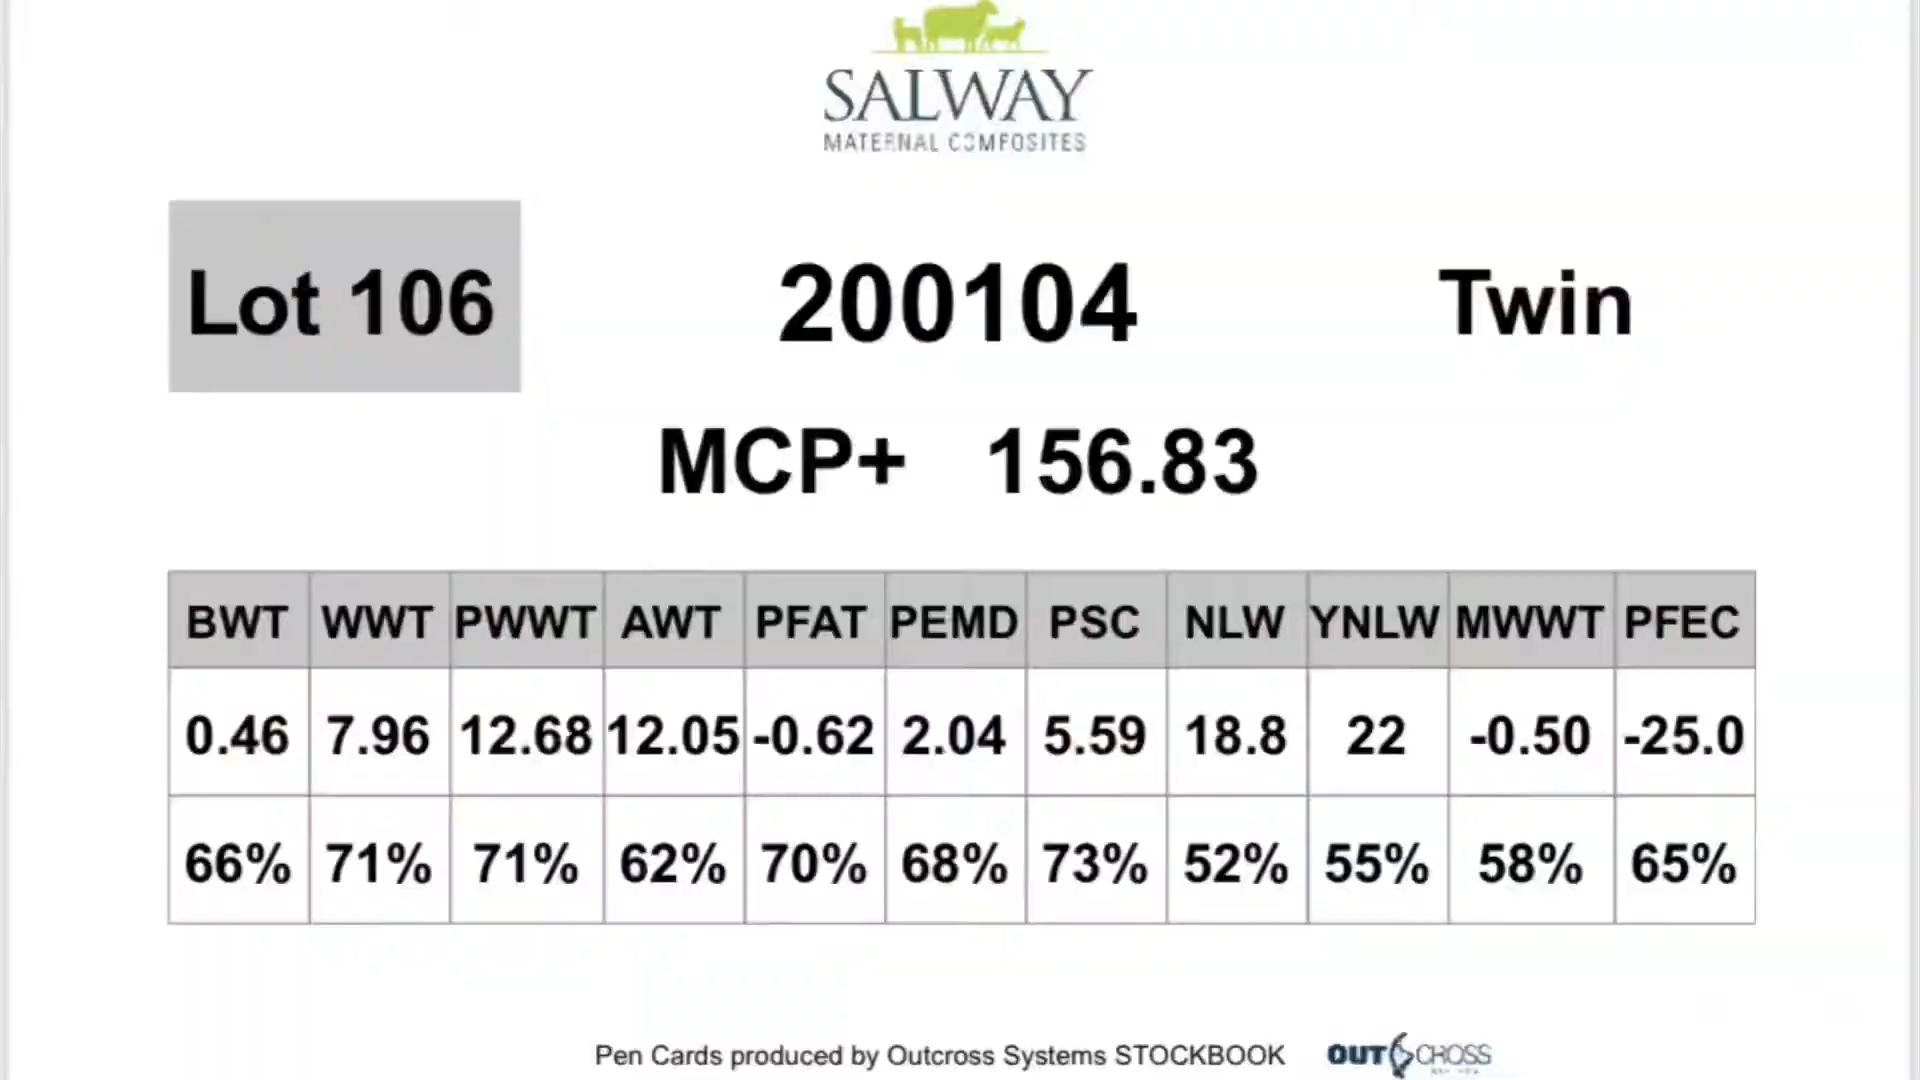 SALWAY
MATERNAL COMPOSITES
Lot 106 200104 Twin
MCP+ 156.83
BWT WWT PWWT AWT PFAT PEMD PSC NLW YNLW MWWT PFEC
0.46 7.96 12.68 12.05 -0.62 2.04 5.59 18.8 22 -0.50 -25.0
66% 71% 71% 62% 70% 68% 73% 52% 55% 58% 65%
Pen Cards produced by Outcross Systems STOCKBOOK OUTCROSS